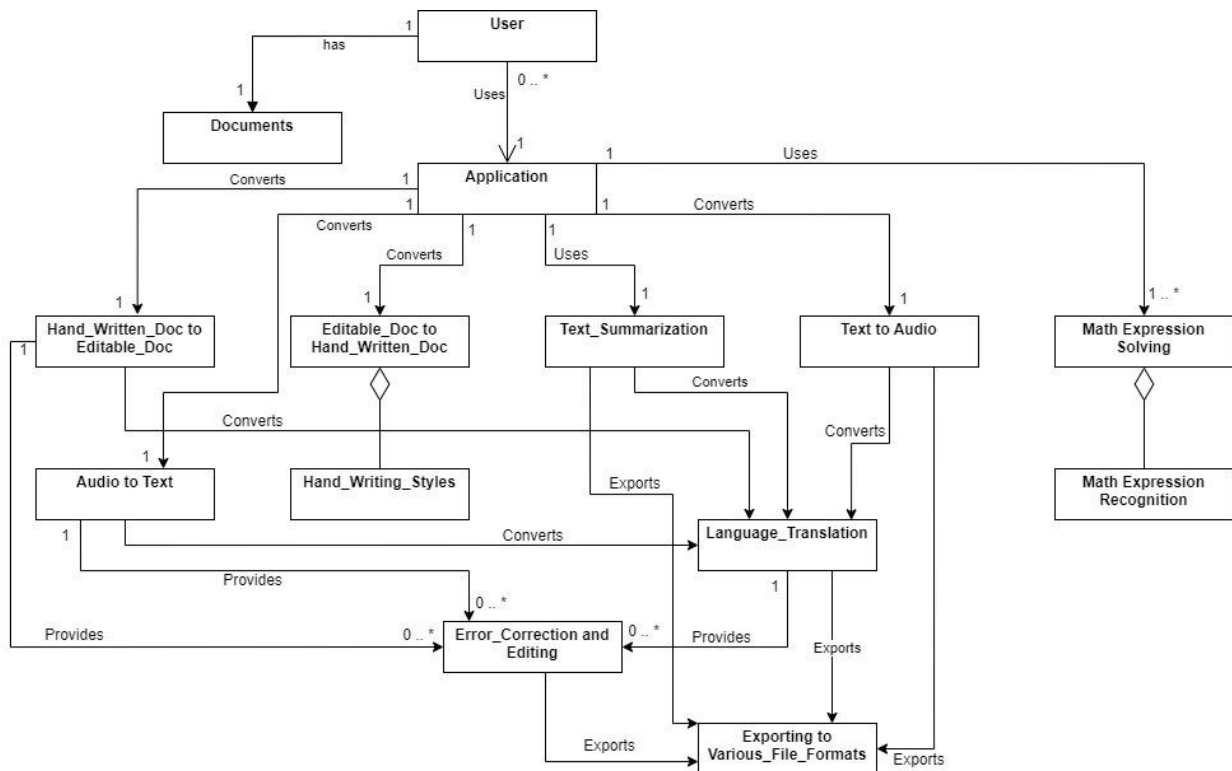 User
1
has
0 .. *
1
Uses
Documents
1
1
Uses
Application
Converts
1
1
1
Converts
1
Converts
1
1
Uses
Converts
1
1
1
1
1 .. *
Hand_Written_Doc to
Editable_Doc
1
Editable_Doc to
Hand_Written_Doc
Text_Summarization
Text to Audio
Math Expression
Solving
Converts
Converts
Converts
1
Audio to Text
Hand_Writing_Styles
Exports
Math Expression
Recognition
1
Converts
Language_Translation
Provides
1
0 .. *
Provides
0 .. *
Error_Correction and
Editing
0 .. *
Provides
Exports
Exports
Exporting to
Various_File_Formats
Exports